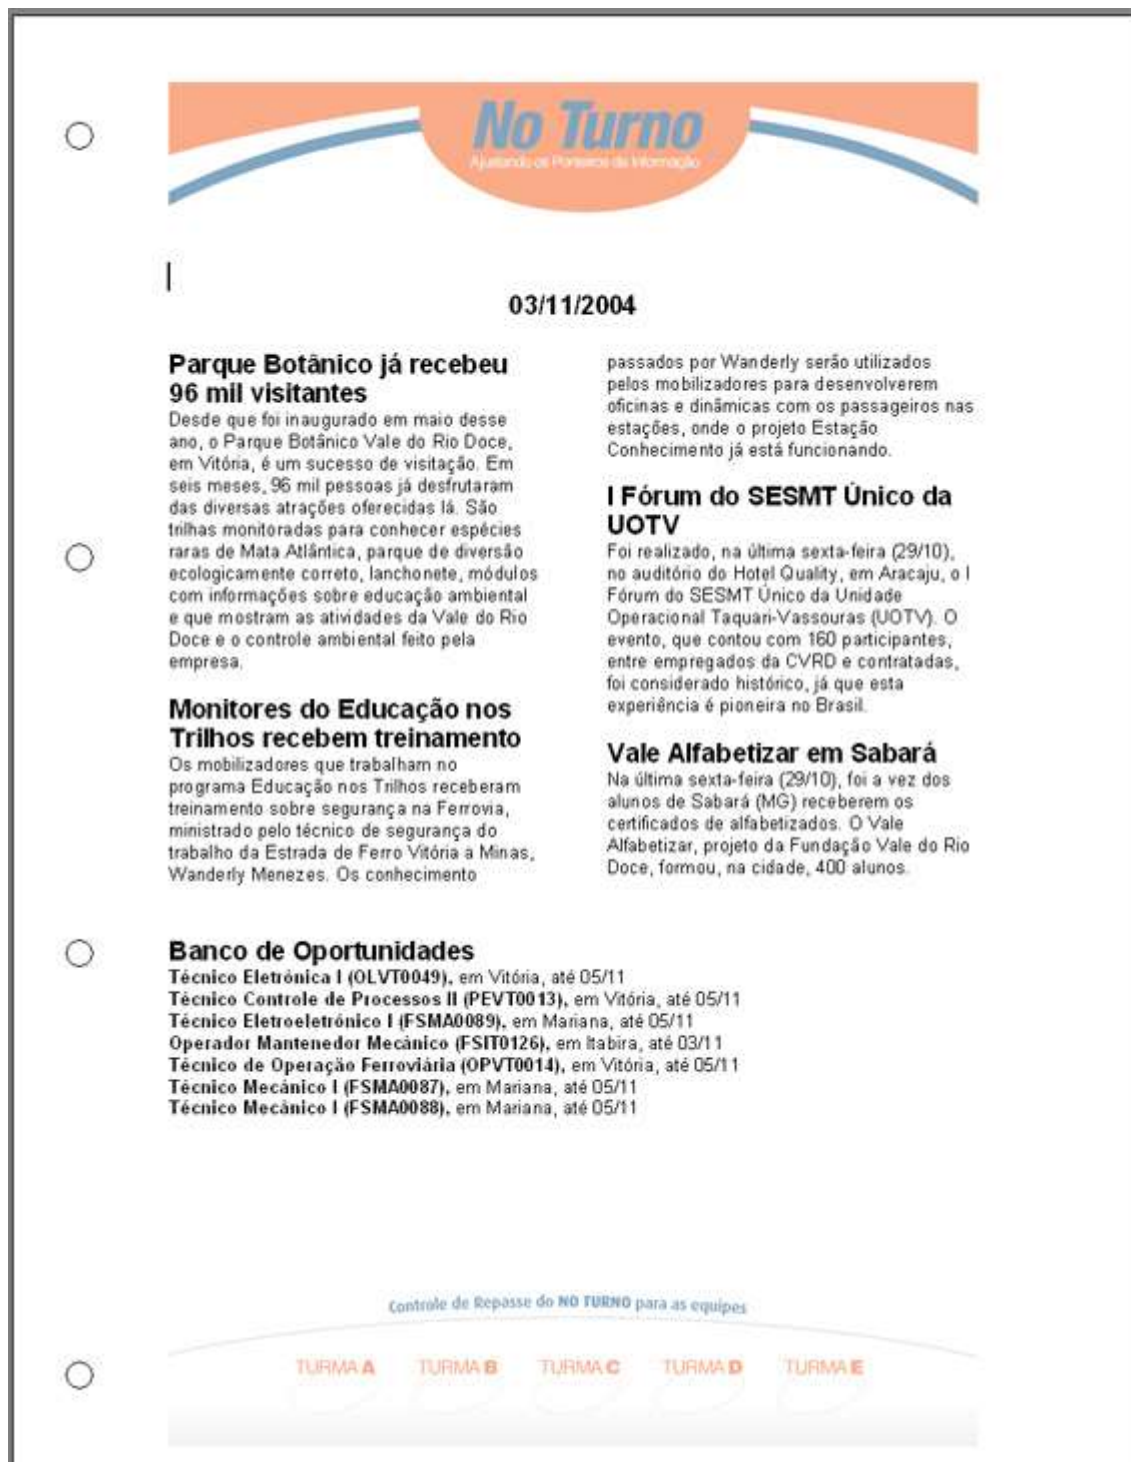 No Turno
Ajustando os Ponteiros da Informação
03/11/2004
Parque Botânico já recebeu
96 mil visitantes
Desde que foi inaugurado em maio desse
ano, o Parque Botânico Vale do Rio Doce,
em Vitória, é um sucesso de visitação. Em
seis meses, 96 mil pessoas já desfrutaram
das diversas atrações oferecidas lá. São
trilhas monitoradas para conhecer espécies
raras de Mata Atlântica, parque de diversão
ecologicamente correto, lanchonete, módulos
com informações sobre educação ambiental
e que mostram as atividades da Vale do Rio
Doce e o controle ambiental feito pela
empresa.
Monitores do Educação nos
Trilhos recebem treinamento
Os mobilizadores que trabalham no
programa Educação nos Trilhos receberam
treinamento sobre segurança na Ferrovia,
ministrado pelo técnico de segurança do
trabalho da Estrada de Ferro Vitória a Minas,
Wanderly Menezes. Os conhecimento
passados por Wanderly serão utilizados
pelos mobilizadores para desenvolverem
oficinas e dinâmicas com os passageiros nas
estações, onde o projeto Estação
Conhecimento já está funcionando.
I Fórum do SESMT Único da
UOTV
Foi realizado, na última sexta-feira (29/10),
no auditório do Hotel Quality, em Aracaju, o I
Fórum do SESMT Único da Unidade
Operacional Taquari-Vassouras (UOTV). O
evento, que contou com 160 participantes,
entre empregados da CVRD e contratadas,
foi considerado histórico, já que esta
experiência é pioneira no Brasil.
Vale Alfabetizar em Sabará
Na última sexta-feira (29/10), foi a vez dos
alunos de Sabará (MG) receberem os
certificados de alfabetizados. O Vale
Alfabetizar, projeto da Fundação Vale do Rio
Doce, formou, na cidade, 400 alunos.
Banco de Oportunidades
Técnico Eletrônica I (OLVT0049), em Vitória, até 05/11
Técnico Controle de Processos II (PEVT0013), em Vitória, até 05/11
Técnico Eletroeletrônico I (FSMA0089), em Mariana, até 05/11
Operador Mantenedor Mecânico (FSIT0126), em Itabira, até 03/11
Técnico de Operação Ferroviária (OPVT0014), em Vitória, até 05/11
Técnico Mecânico I (FSMA0087), em Mariana, até 05/11
Técnico Mecânico I (FSMA0088), em Mariana, até 05/11
Controle de Repasse do NO TURNO para as equipes
TURMA A TURMA B TURMA C TURMA D TURMA E